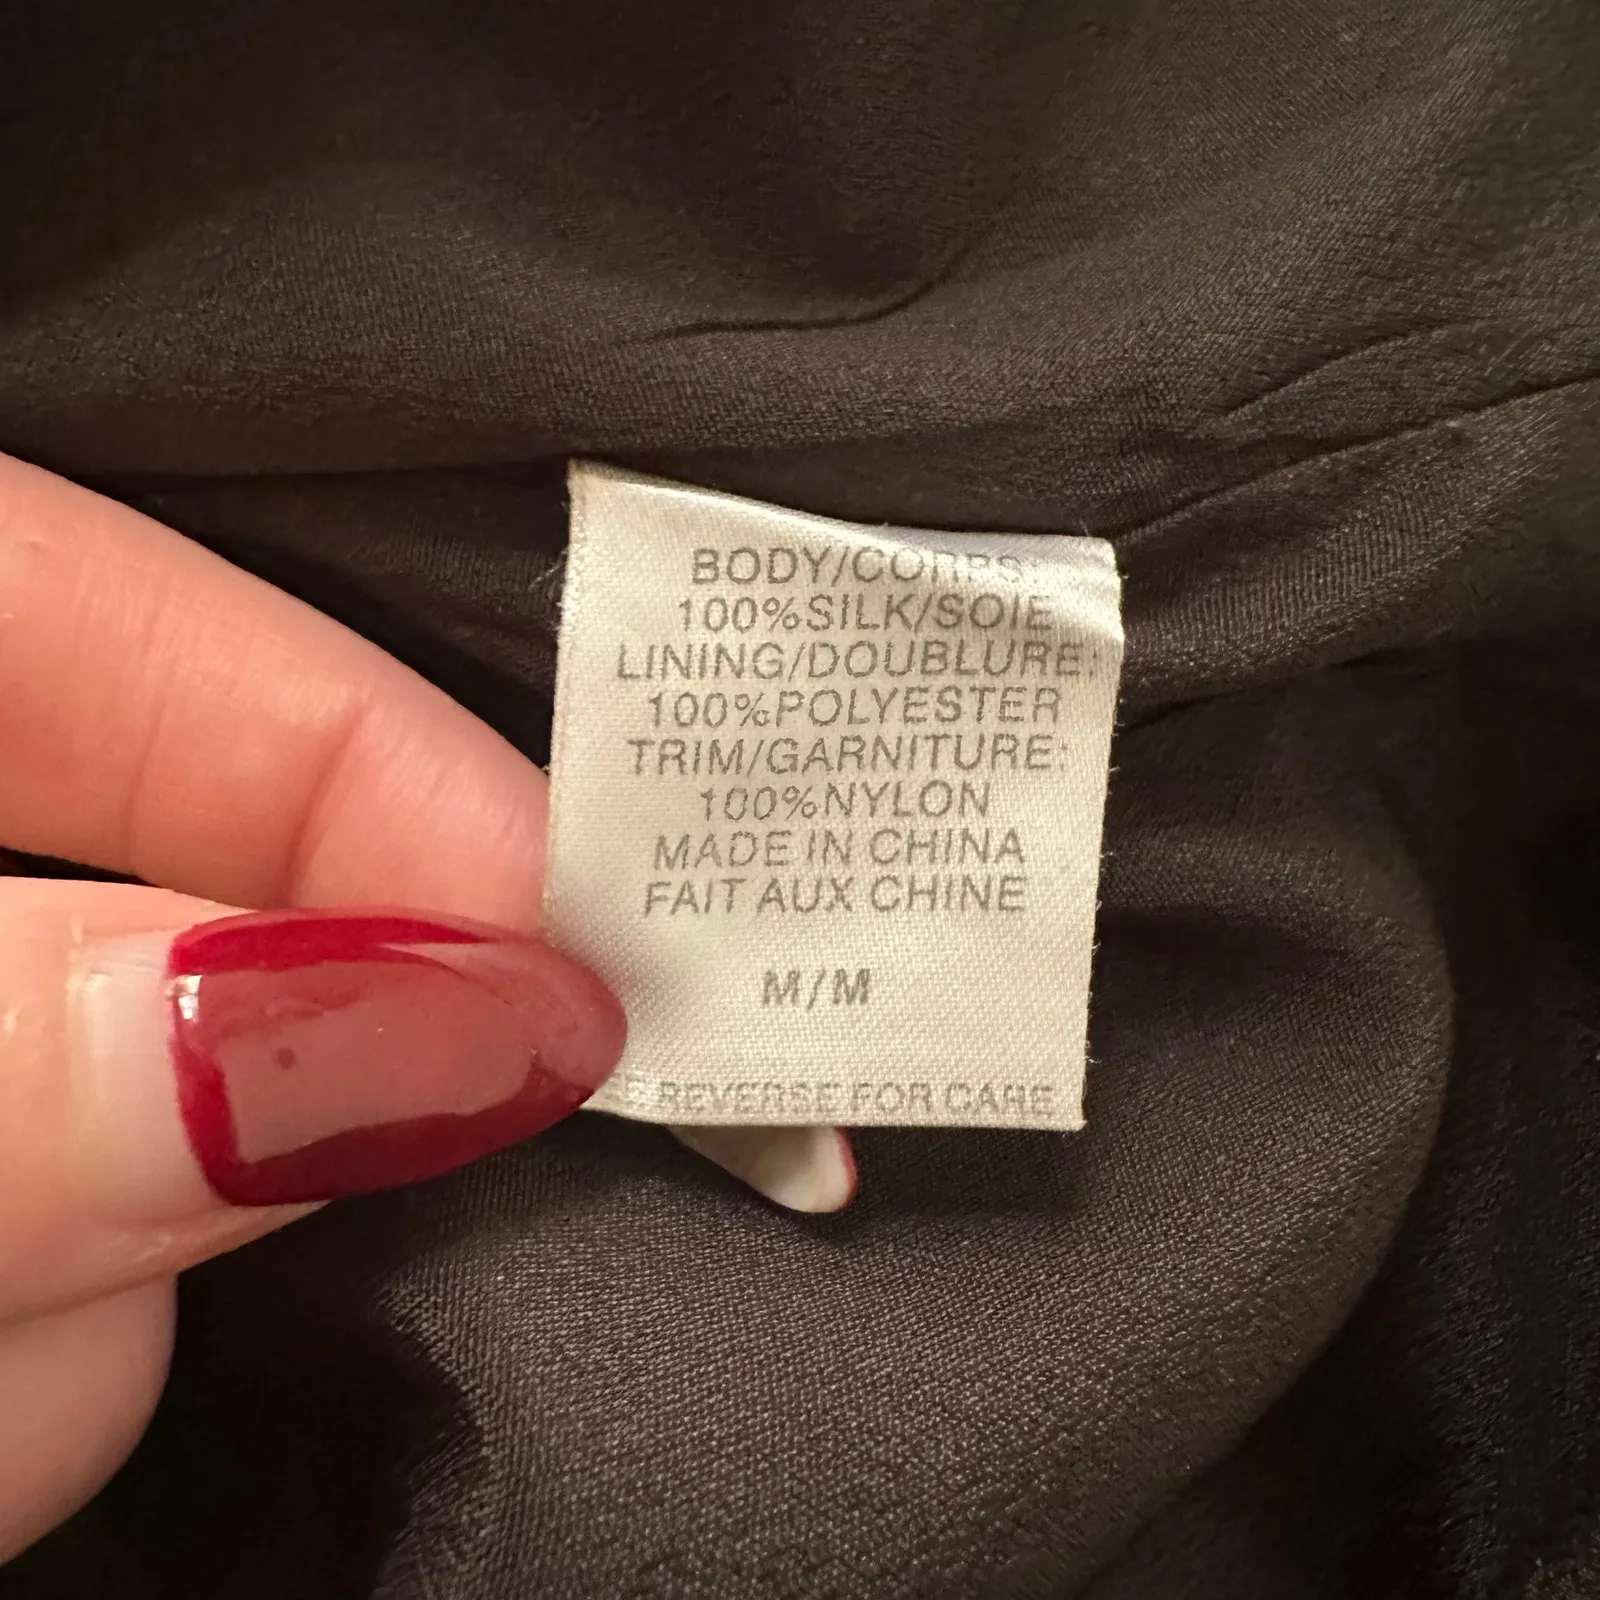 BODY/CORPS:
100%SILK/SOIE
LINING/DOUBLURE:
100%POLYESTER
TRIM/GARNITURE:
100%NYLON
MADE IN CHINA
FAIT AUX CHINE
M/M
REVERSE FOR CARE